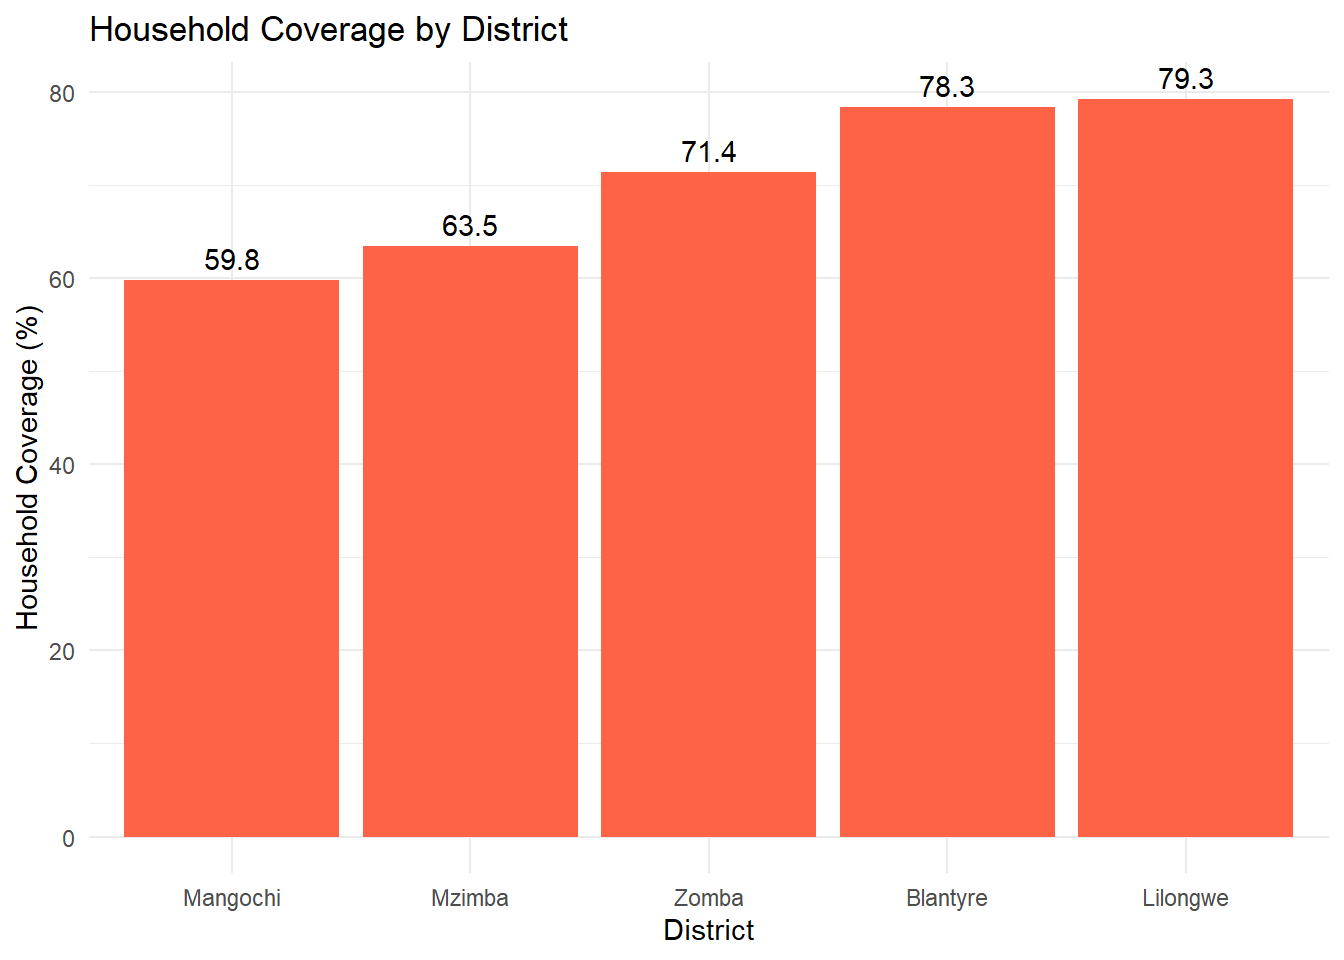 Household Coverage by District
Household Coverage (%)
80
60
40
20
0
59.8
63.5
71.4
78.3
79.3
Mangochi
Mzimba
Zomba
Blantyre
Lilongwe
District